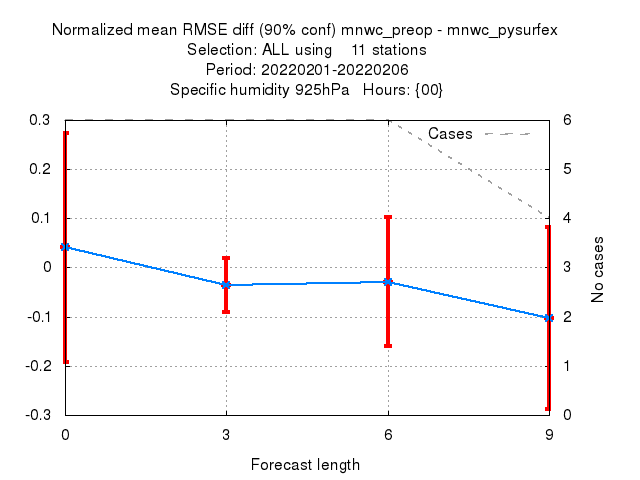 Normalized mean RMSE diff (90% conf) mnwc_preop - mnwc_pysurfex
Selection: ALL using    11 stations
Period: 20220201-20220206
Specific humidity 925hPa   Hours: {00}
0.3
0.2
0.1
0
-0.1
-0.2
-0.3
Cases
6
5
4
3
2
1
0
No cases
0 3 6 9
Forecast length